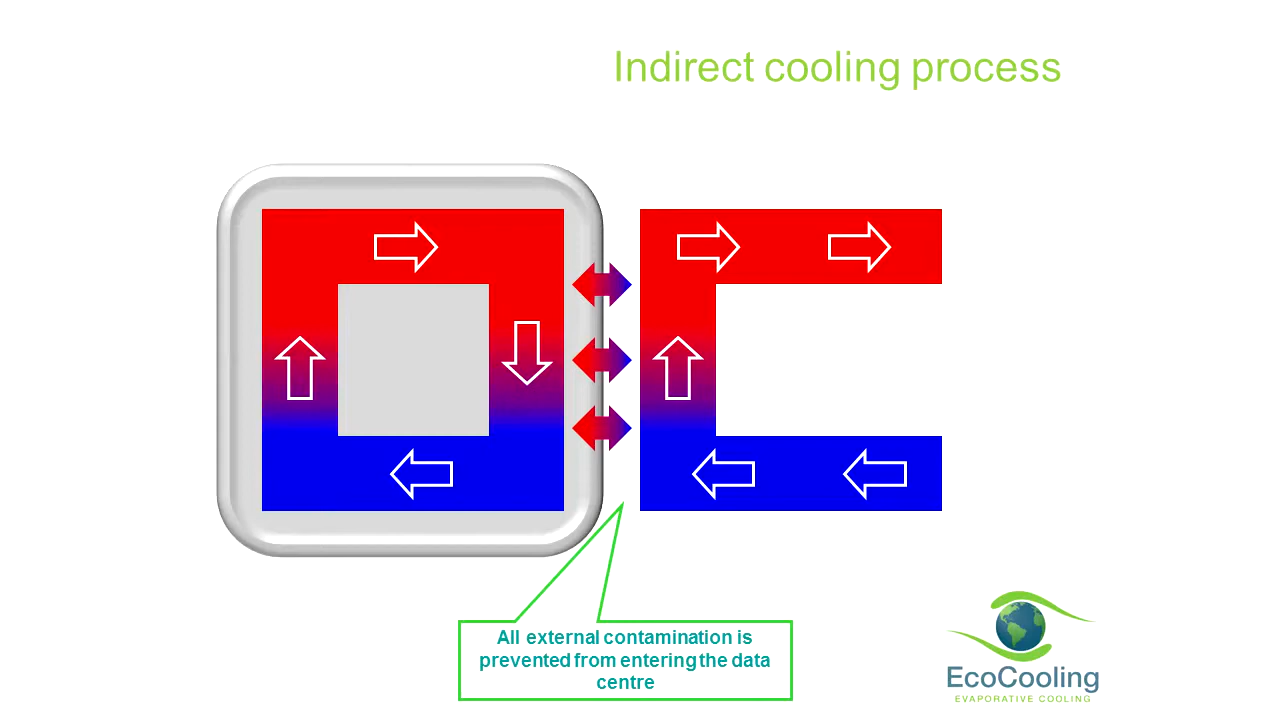 Indirect cooling process
All external contamination is
prevented from entering the data
centre
EcoCooling
EVAPORATIVE COOLING